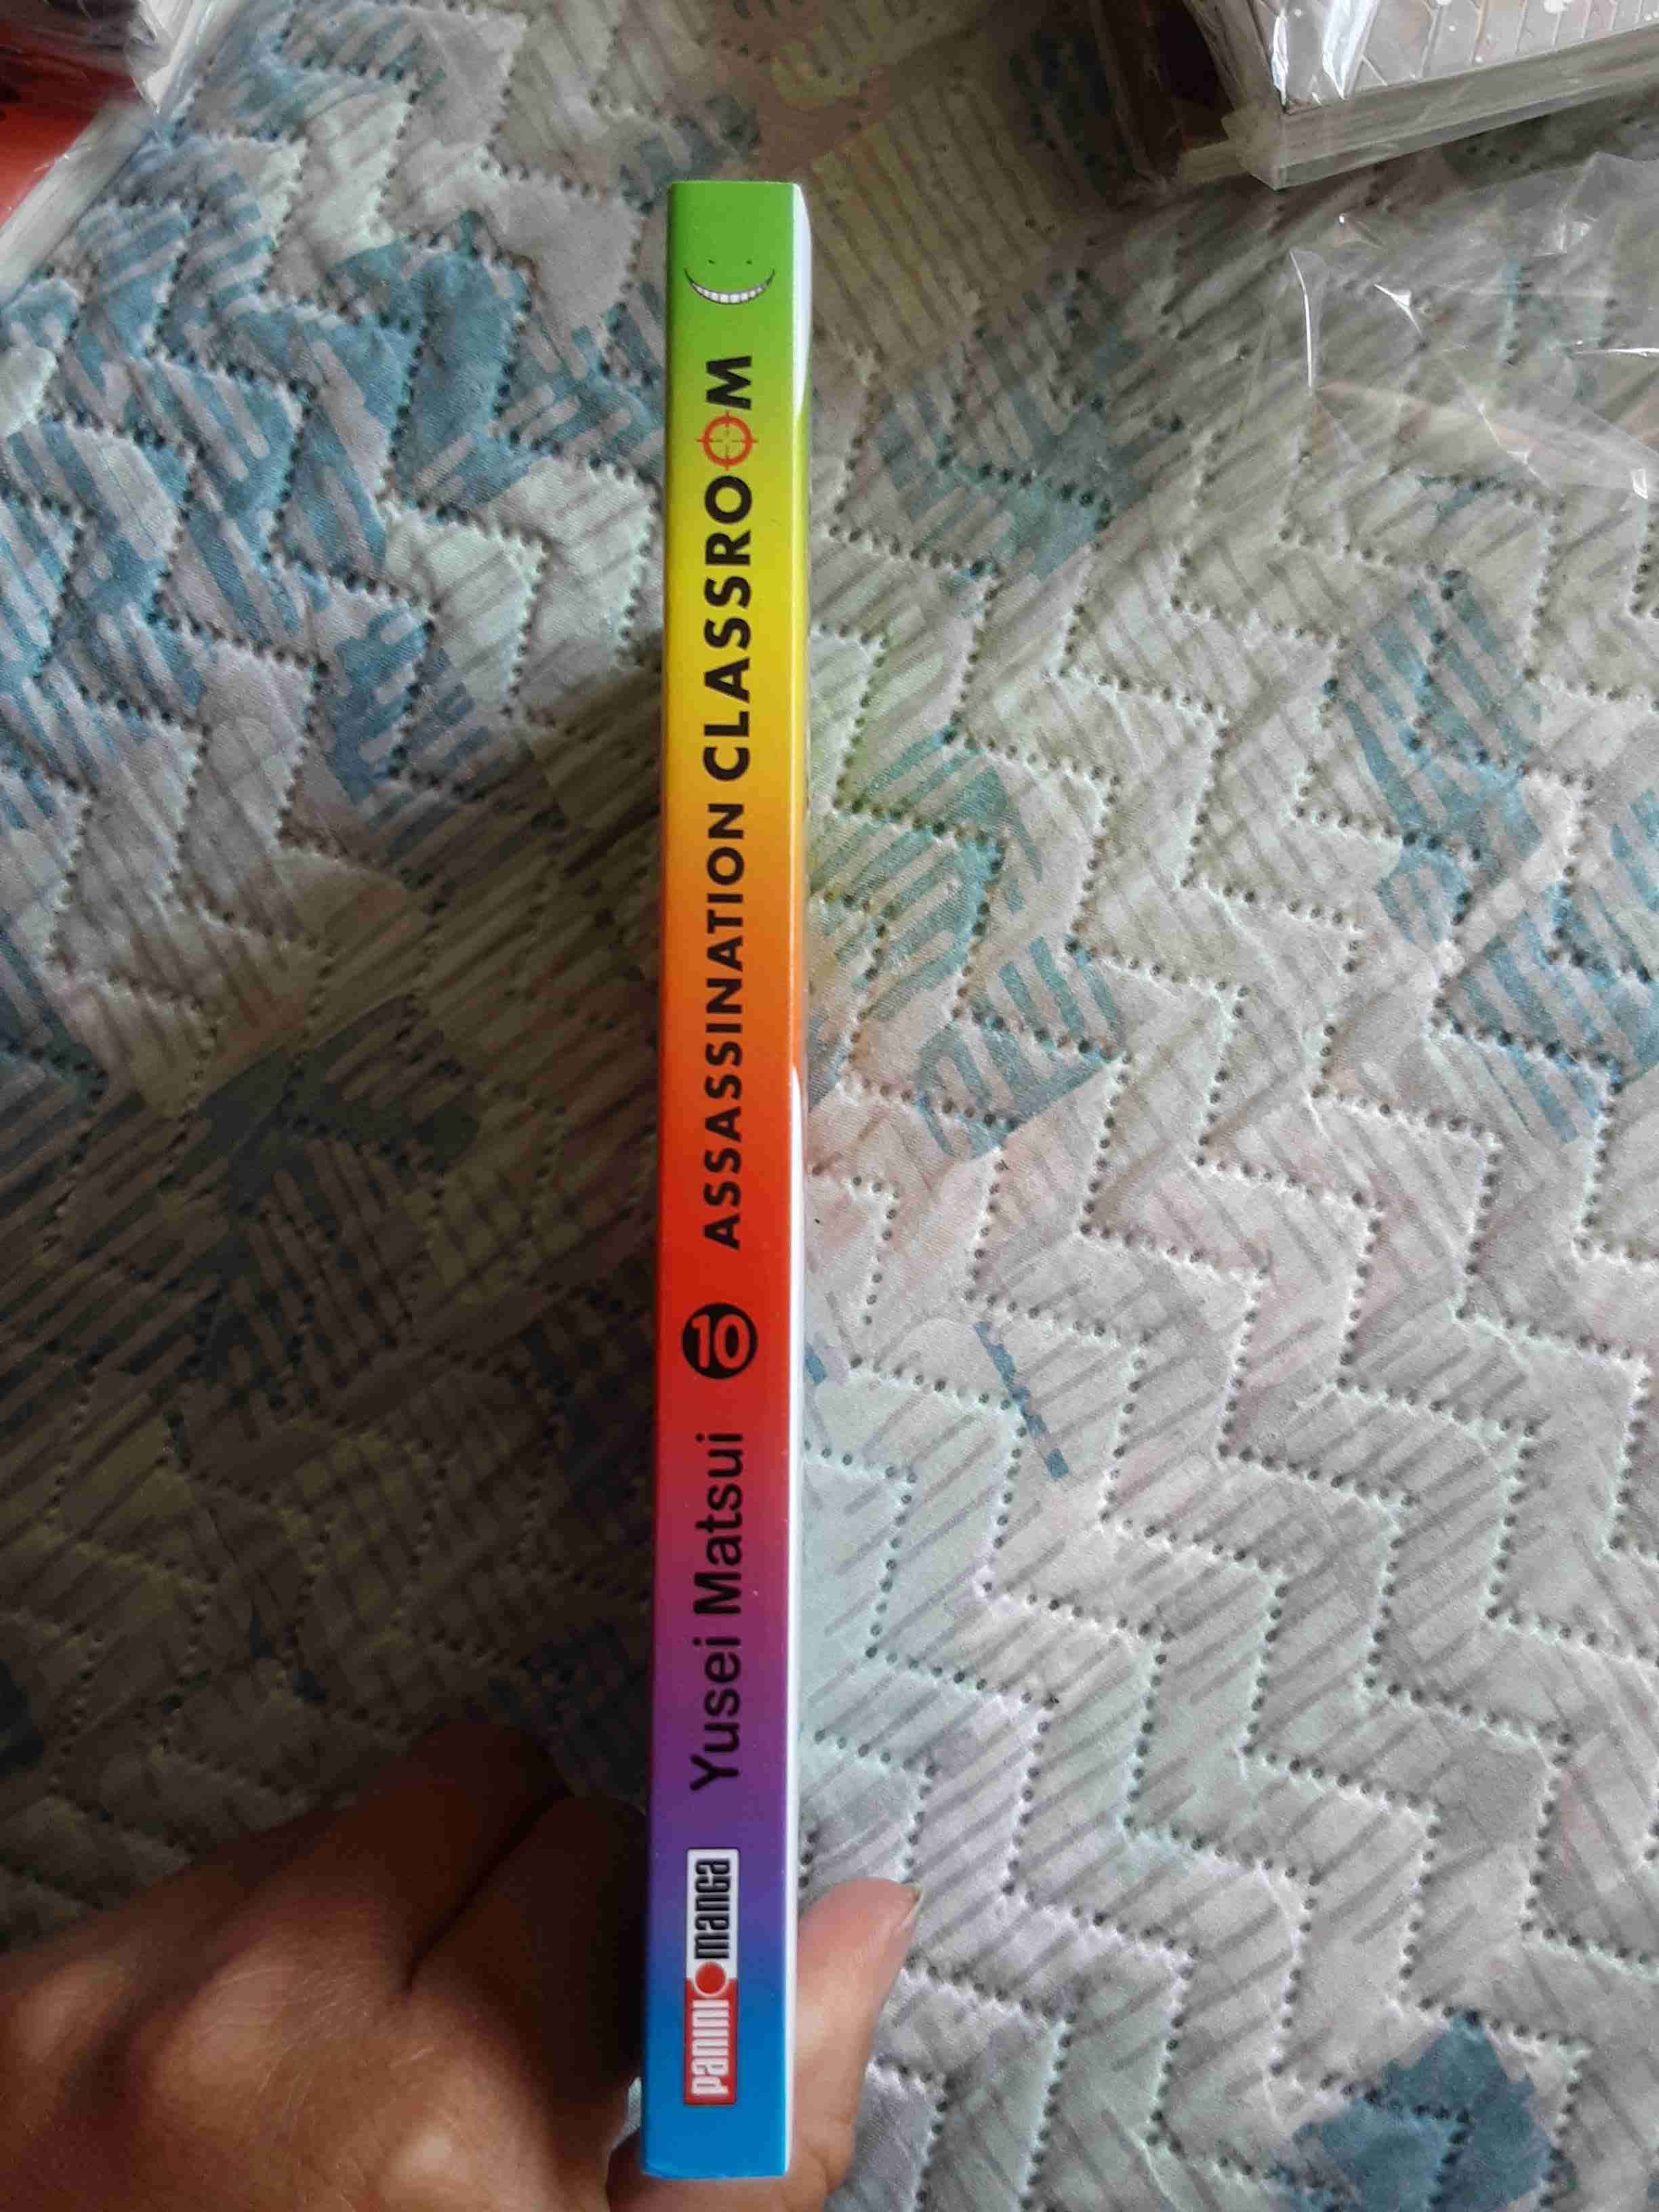 ASSASSINATION CLASSROOM
10
Yusei Matsui
PANINI MANGA